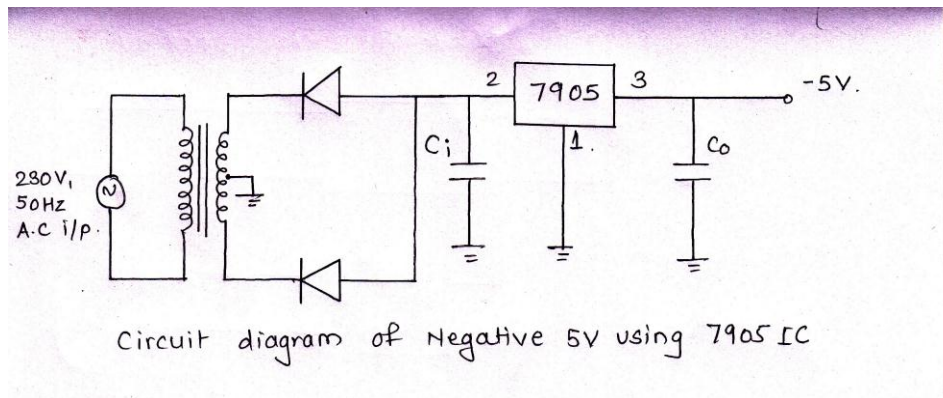 2 7905 3 -5V.
Ci 1. Co
230V,
50HZ
A.C i/p.
Circuit diagram of Negative 5V using 7905 IC